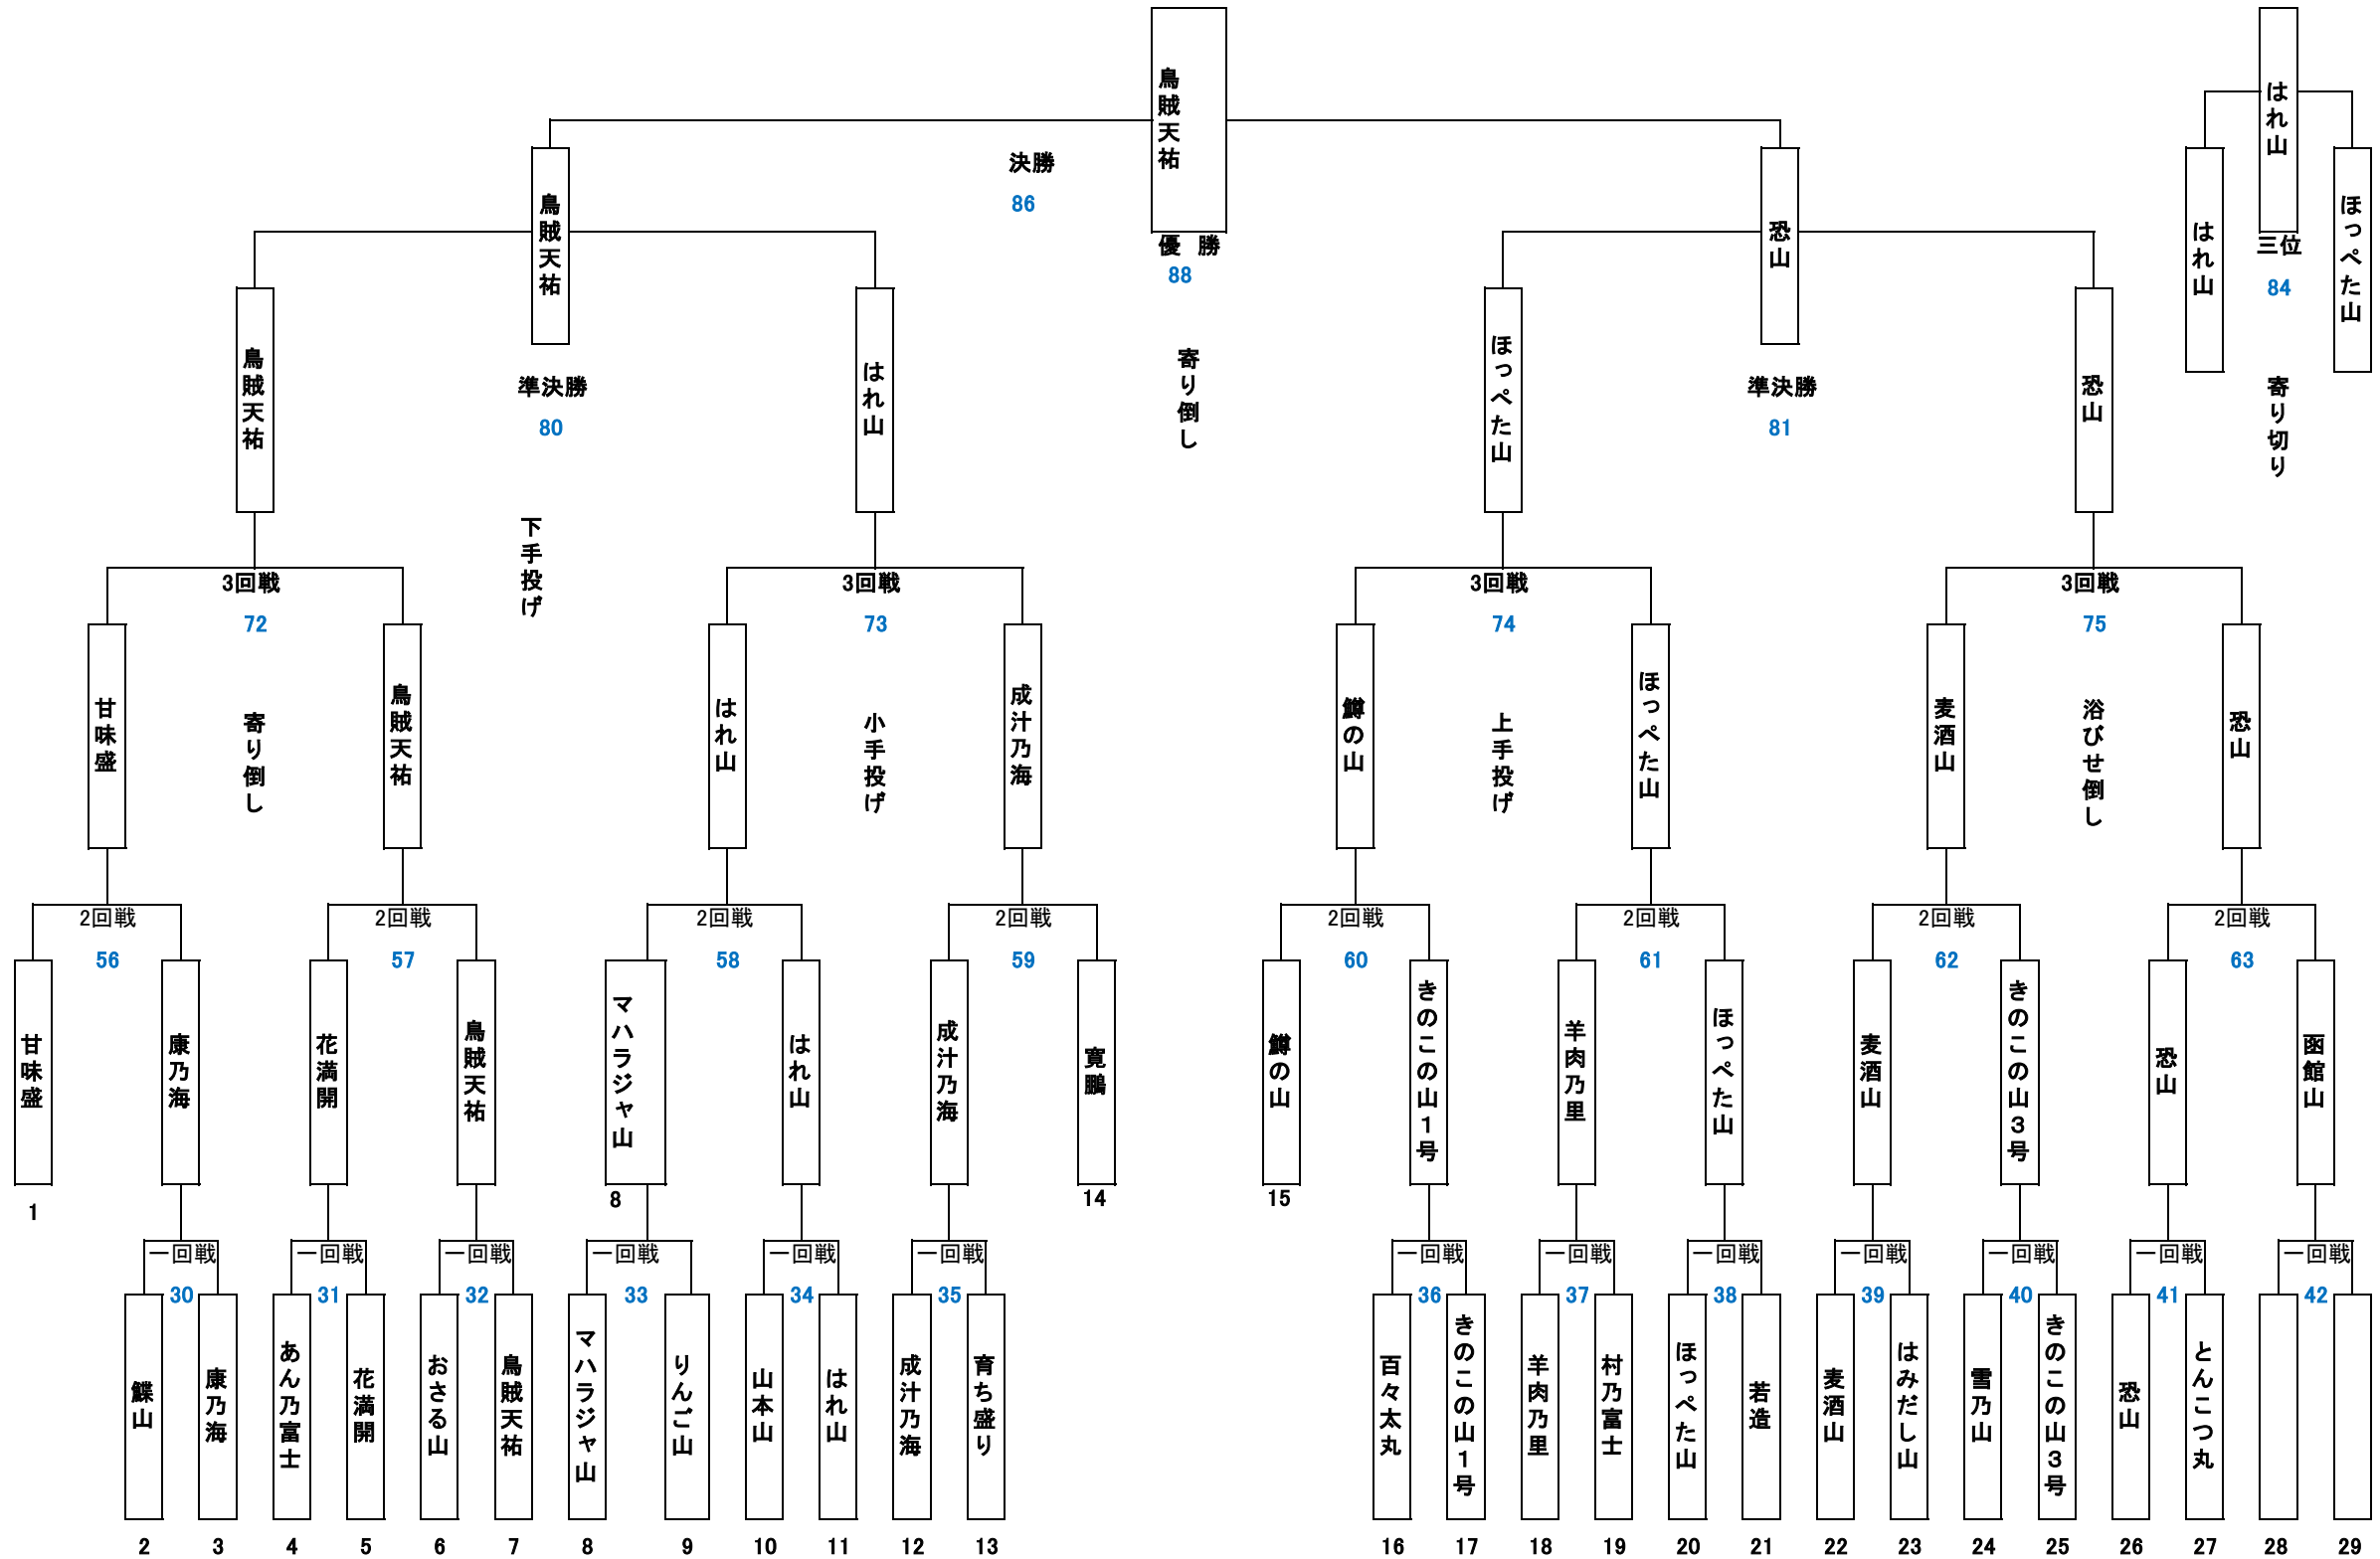 鳥賊天祐
はれ山
決勝
86
優 勝
88
三位
84
鳥賊天祐
恐山
はれ山
ほっぺた山
鳥賊天祐
準決勝
80
はれ山
寄り倒し
ほっぺた山
準決勝
81
恐山
寄り切り
下手投げ
3回戦
72
3回戦
73
3回戦
74
3回戦
75
甘味盛
寄り倒し
鳥賊天祐
はれ山
小手投げ
成汁乃海
鱒の山
上手投げ
ほっぺた山
麦酒山
浴びせ倒し
恐山
2回戦
56
2回戦
57
2回戦
58
2回戦
59
2回戦
60
2回戦
61
2回戦
62
2回戦
63
甘味盛
康乃海
花満開
鳥賊天祐
マハラジャ山
はれ山
成汁乃海
寛鵬
鱒の山
きのこの山1号
羊肉乃里
ほっぺた山
麦酒山
きのこの山3号
恐山
函館山
1
8
14
15
一回戦
30
一回戦
31
一回戦
32
一回戦
33
一回戦
34
一回戦
35
一回戦
36
一回戦
37
一回戦
38
一回戦
39
一回戦
40
一回戦
41
一回戦
42
鰈山
康乃海
あん乃富士
花満開
おさる山
鳥賊天祐
マハラジャ山
りんご山
山本山
はれ山
成汁乃海
育ち盛り
百々太丸
きのこの山1号
羊肉乃里
村乃富士
ほっぺた山
若造
麦酒山
はみだし山
雪乃山
きのこの山3号
恐山
とんこつ丸
2
3
4
5
6
7
8
9
10
11
12
13
16
17
18
19
20
21
22
23
24
25
26
27
28
29